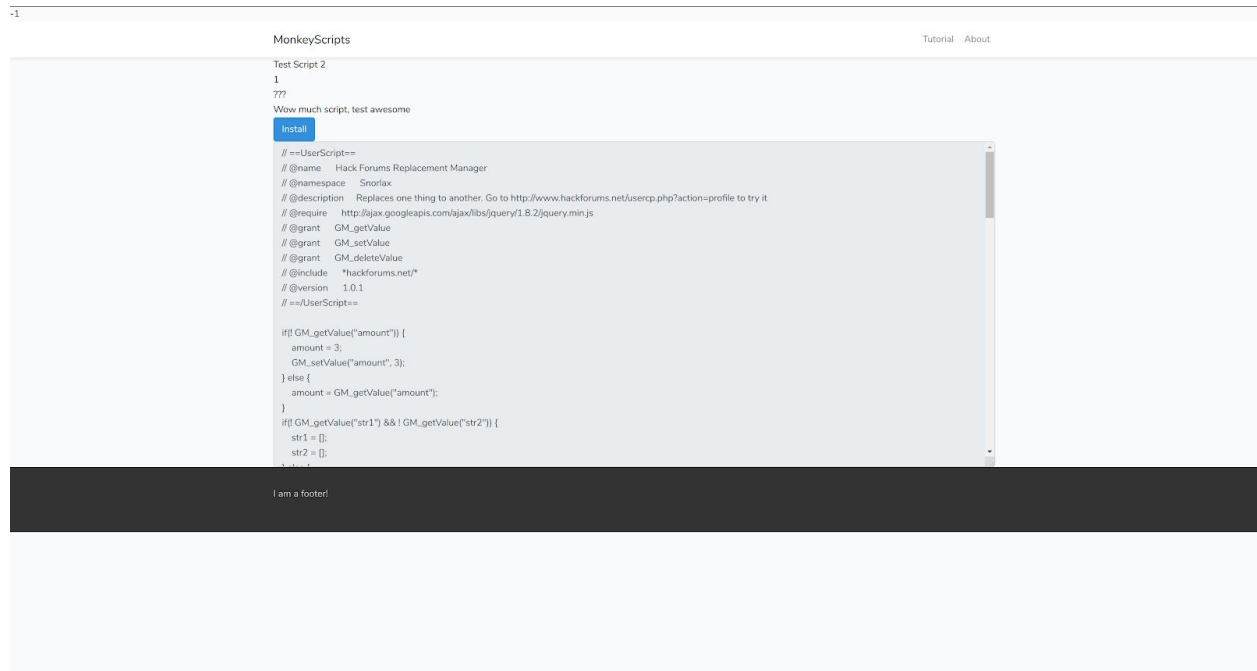 -1
MonkeyScripts
Tutorial About
Test Script 2
1
???
Wow much script, test awesome
Install
// ==UserScript==
// @name Hack Forums Replacement Manager
// @namespace Snorlax
// @description Replaces one thing to another. Go to http://www.hackforums.net/usercp.php?action=profile to try it
// @require http://ajax.googleapis.com/ajax/libs/jquery/1.8.2/jquery.min.js
// @grant GM_getValue
// @grant GM_setValue
// @grant GM_deleteValue
// @include *hackforums.net/*
// @version 1.0.1
// ==/UserScript==
if(! GM_getValue("amount")) {
amount = 3;
GM_setValue("amount", 3);
} else {
amount = GM_getValue("amount");
}
if(! GM_getValue("str1") && ! GM_getValue("str2")) {
str1 = [];
str2 = [];
} else {
I am a footer!